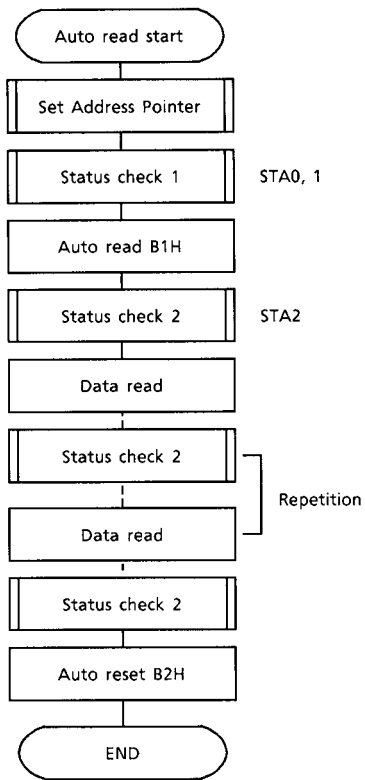 Auto read start
Set Address Pointer
Status check 1 STA0, 1
Auto read B1H
Status check 2 STA2
Data read
Status check 2
Repetition
Data read
Status check 2
Auto reset B2H
END